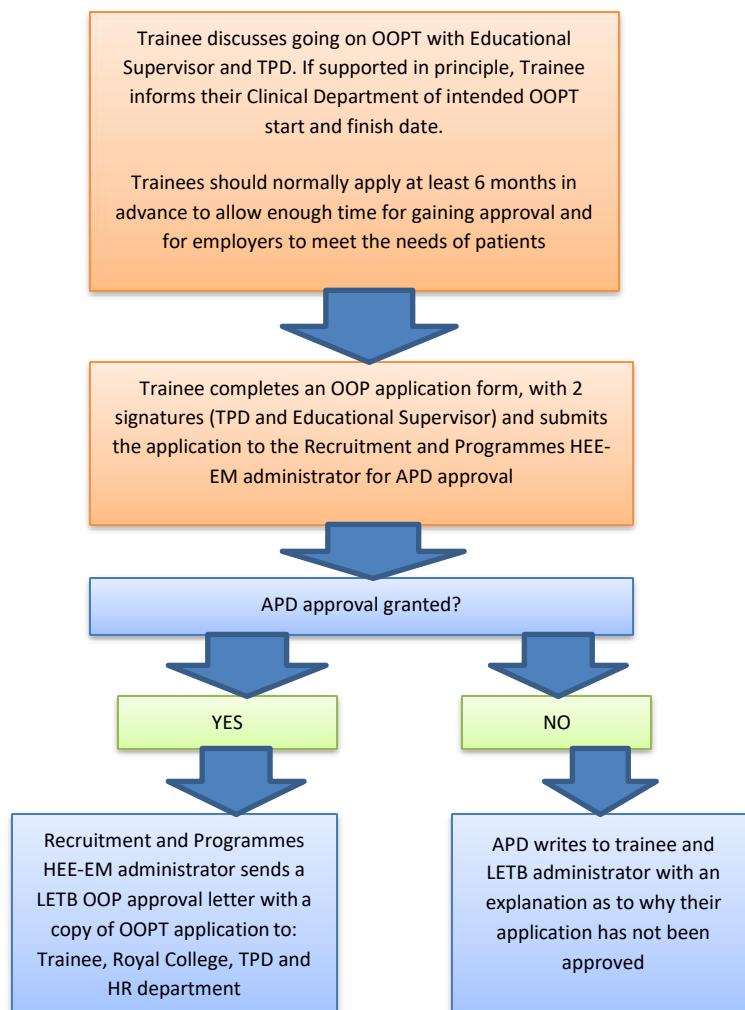 Trainee discusses going on OOPT with Educational
Supervisor and TPD. If supported in principle, Trainee
informs their Clinical Department of intended OOPT
start and finish date.
Trainees should normally apply at least 6 months in
advance to allow enough time for gaining approval and
for employers to meet the needs of patients
Trainee completes an OOP application form, with 2
signatures (TPD and Educational Supervisor) and submits
the application to the Recruitment and Programmes HEE-
EM administrator for APD approval
APD approval granted?
YES
NO
Recruitment and Programmes
HEE-EM administrator sends a
LETB OOP approval letter with a
copy of OOPT application to:
Trainee, Royal College, TPD and
HR department
APD writes to trainee and
LETB administrator with an
explanation as to why their
application has not been
approved